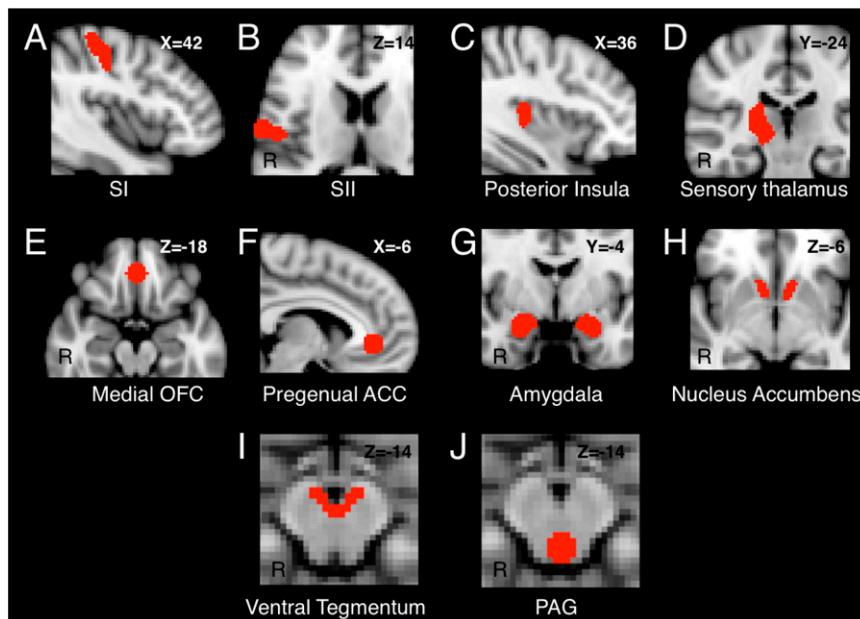 A X=42
B Z=14
C X=36
D Y=-24
R
R
SI
SII
Posterior Insula
Sensory thalamus
E Z=-18
F X=-6
G Y=-4
H Z=-6
R
R
R
Medial OFC
Pregenual ACC
Amygdala
Nucleus Accumbens
I Z=-14
J Z=-14
R
R
Ventral Tegmentum
PAG